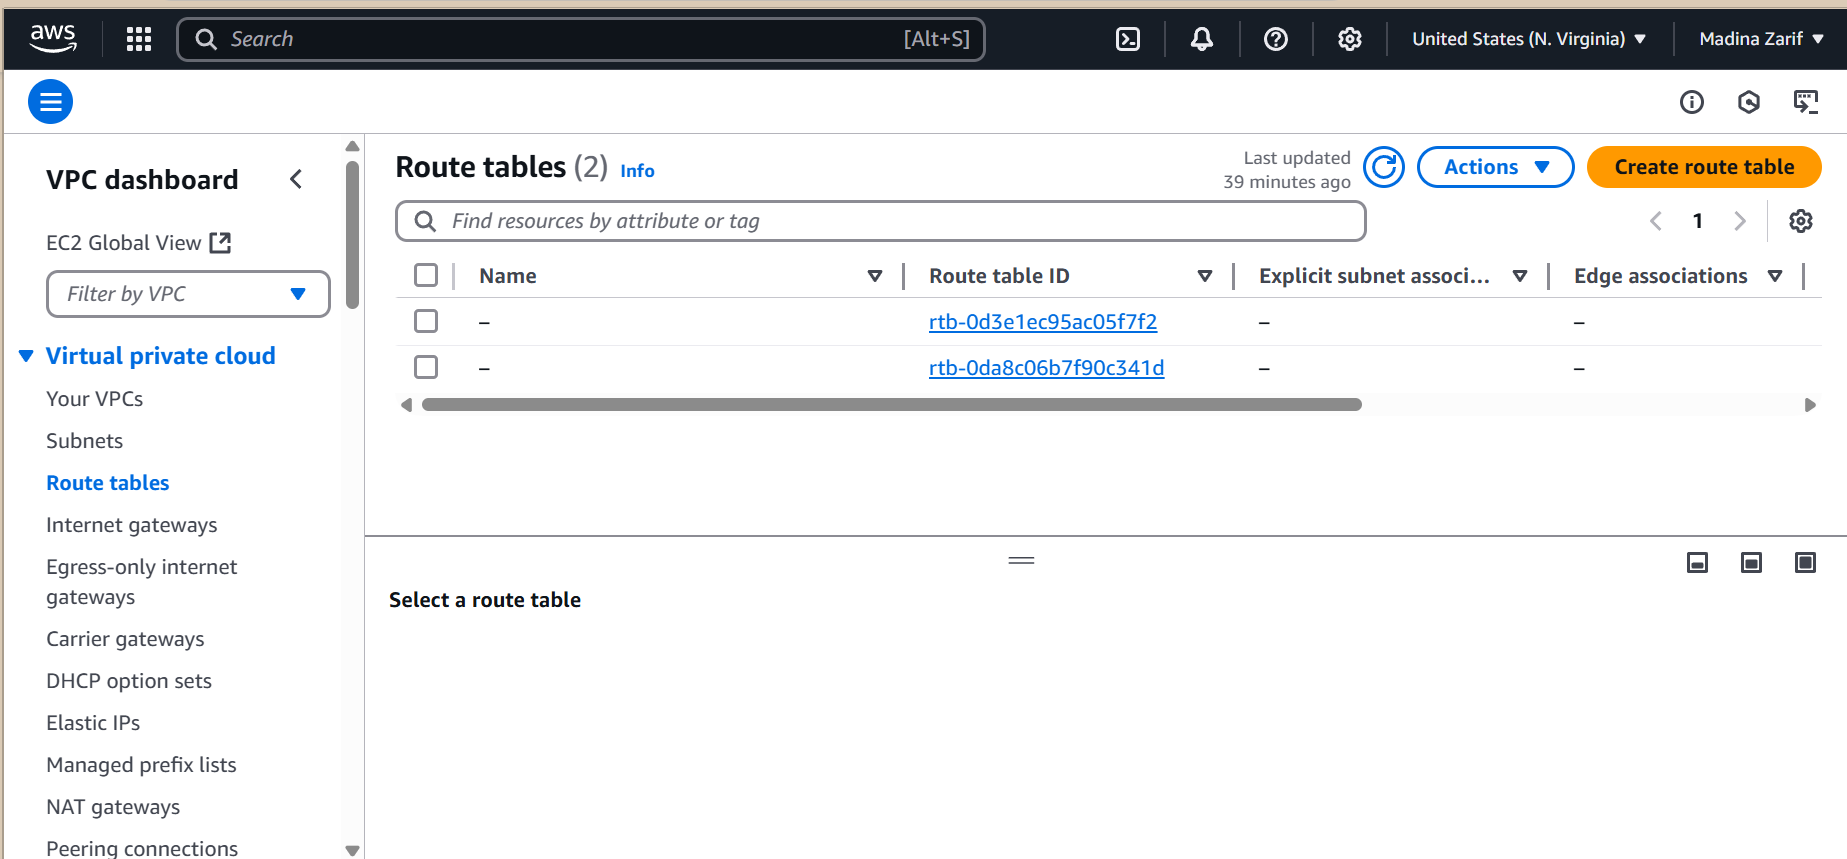 aws
Search [Alt+S] United States (N. Virginia) Madina Zarif
VPC dashboard
EC2 Global View
Filter by VPC
Virtual private cloud
Your VPCs
Subnets
Route tables
Internet gateways
Egress-only internet
gateways
Carrier gateways
DHCP option sets
Elastic IPs
Managed prefix lists
NAT gateways
Peering connections
Route tables (2) Info
Last updated
39 minutes ago
Actions
Create route table
Find resources by attribute or tag
1
Name Route table ID Explicit subnet associ... Edge associations
– rtb-0d3e1ec95ac05f7f2 – –
– rtb-0da8c06b7f90c341d – –
Select a route table